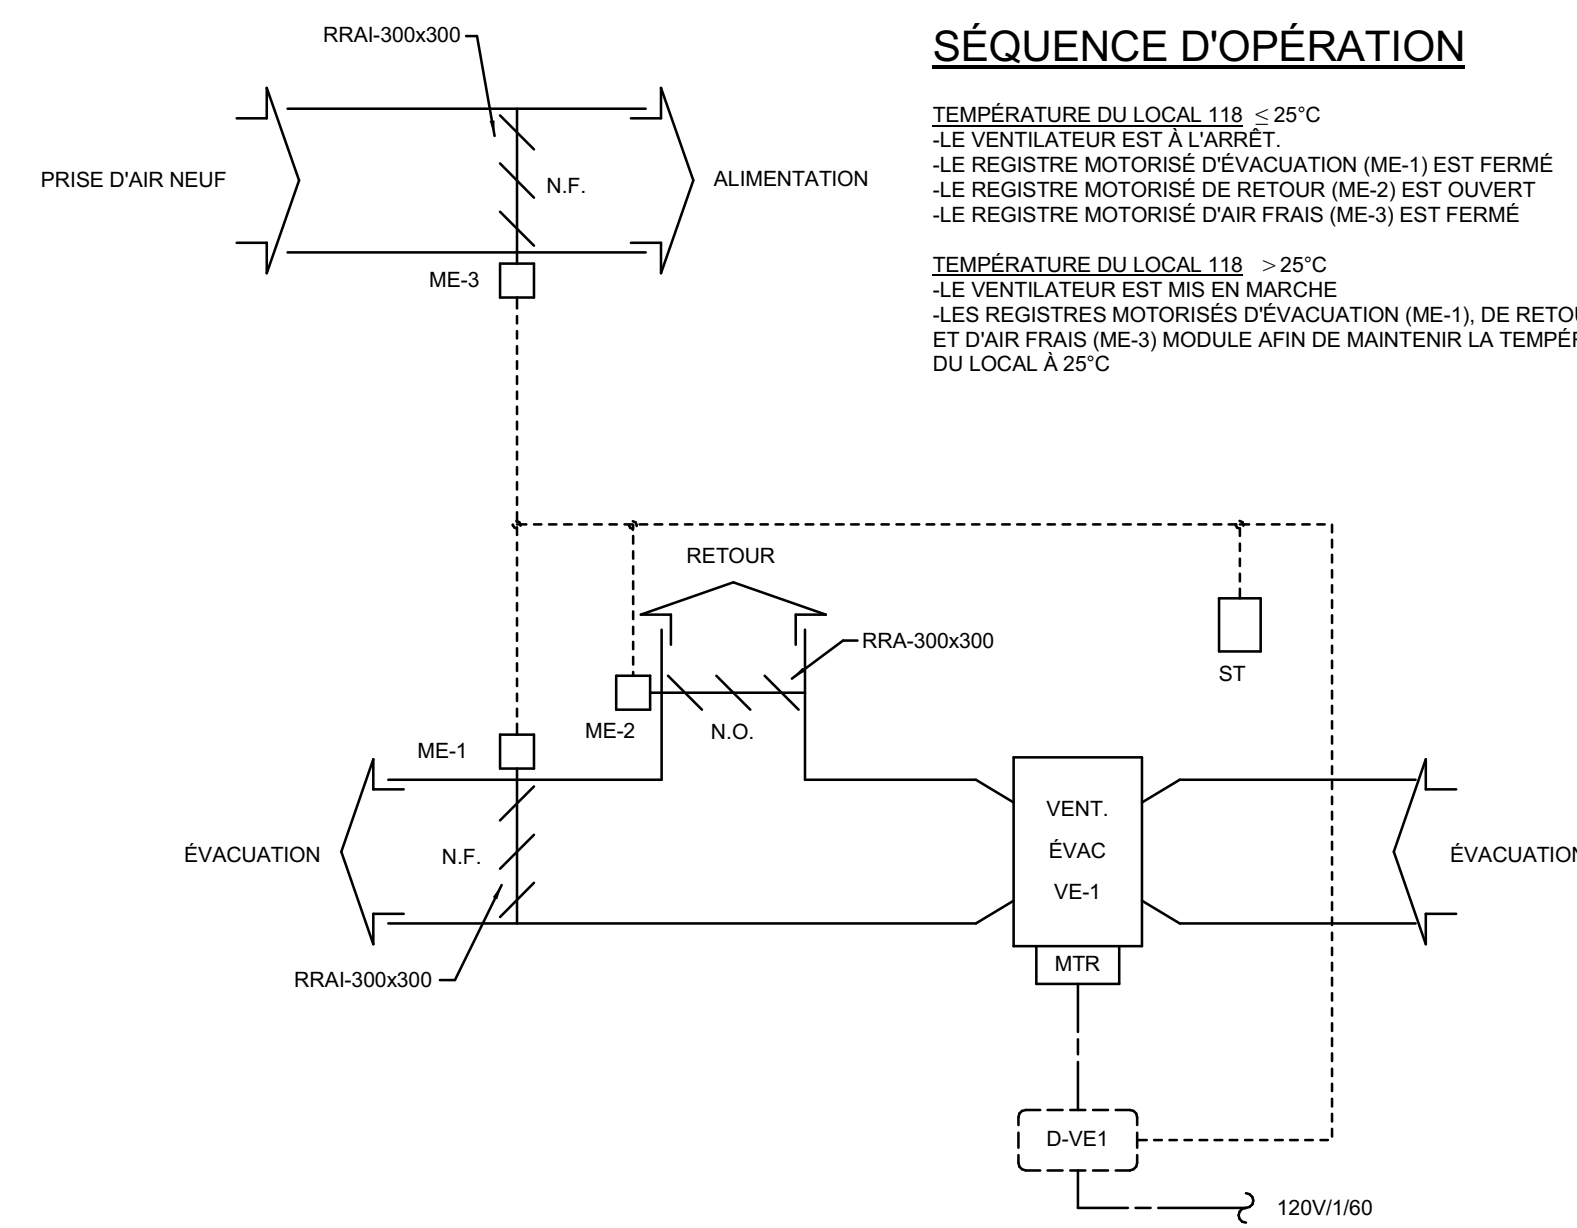 RRAI-300x300
SÉQUENCE D'OPÉRATION
TEMPÉRATURE DU LOCAL 118 ≤ 25°C
-LE VENTILATEUR EST À L'ARRÊT.
-LE REGISTRE MOTORISÉ D'ÉVACUATION (ME-1) EST FERMÉ
-LE REGISTRE MOTORISÉ DE RETOUR (ME-2) EST OUVERT
-LE REGISTRE MOTORISÉ D'AIR FRAIS (ME-3) EST FERMÉ
TEMPÉRATURE DU LOCAL 118 > 25°C
-LE VENTILATEUR EST MIS EN MARCHE
-LES REGISTRES MOTORISÉS D'ÉVACUATION (ME-1), DE
ET D'AIR FRAIS (ME-3) MODULE AFIN DE MAINTENIR LA
DU LOCAL À 25°C
PRISE D'AIR NEUF
N.F.
ALIMENTATION
ME-3
RETOUR
RRA-300x300
ST
ME-2
N.O.
ME-1
ÉVACUATION
N.F.
VENT.
ÉVAC
VE-1
RRAI-300x300
MTR
D-VE1
120V/1/60